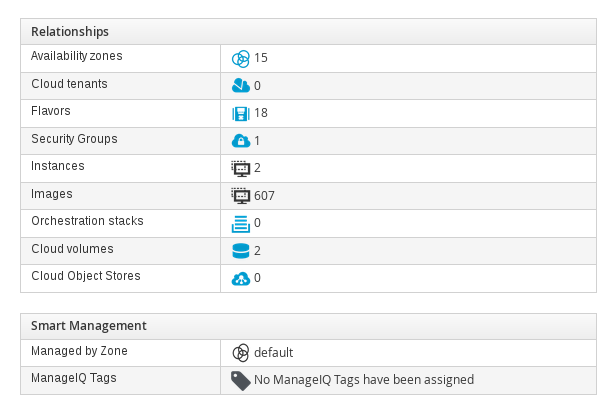 Relationships
Availability zones 15
Cloud tenants 0
Flavors 18
Security Groups 1
Instances 2
Images 607
Orchestration stacks 0
Cloud volumes 2
Cloud Object Stores 0
Smart Management
Managed by Zone default
ManageIQ Tags No ManageIQ Tags have been assigned